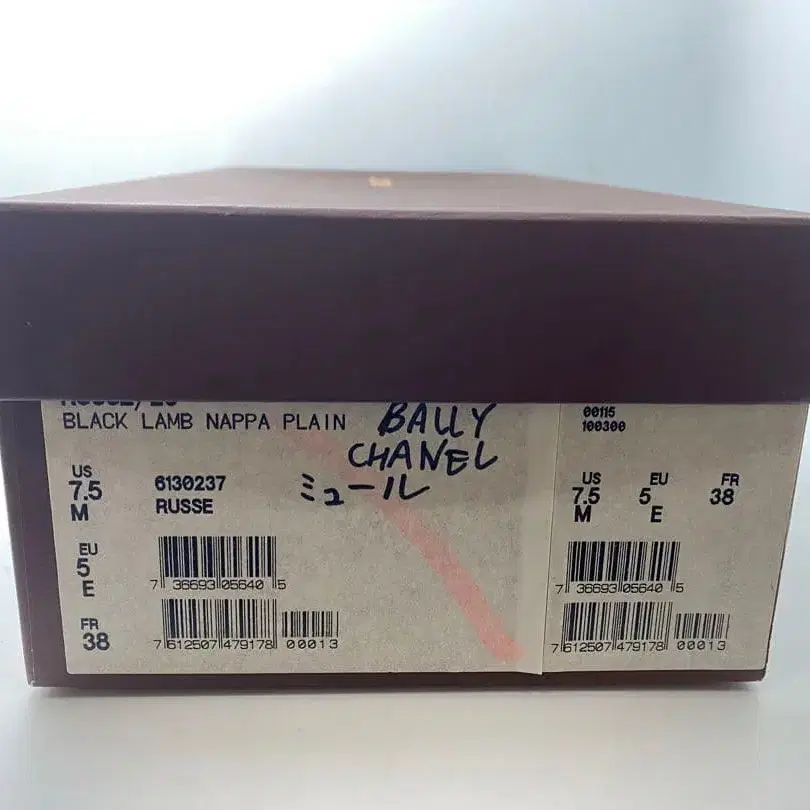 BLACK LAMB NAPPA PLAIN
BALLY
CHANEL
ミュール
US
7.5
M
6130237
RUSSE
EU
5
E
FR
38
7 36693 05640 5
7 612507 479178 00013
00115
100300
US EU FR
7.5 5 38
M E
7 36693 05640 5
7 612507 479178 00013